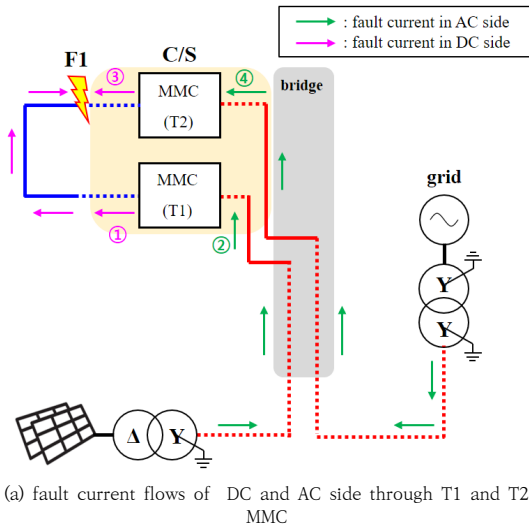 : fault current in AC side
: fault current in DC side
F1
C/S
③
④
MMC
(T2)
bridge
MMC
(T1)
①
②
grid
Y
Y
Δ
Y
(a) fault current flows of DC and AC side through T1 and T2
MMC